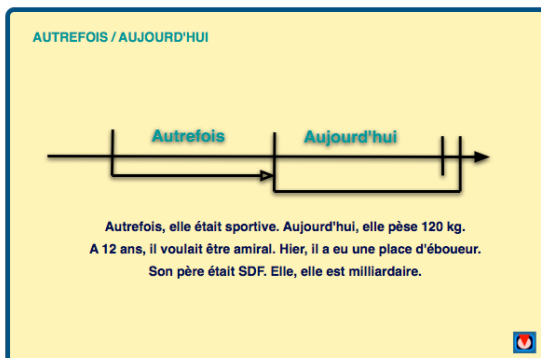 AUTREFOIS / AUJOURD'HUI
Autrefois
Aujourd'hui
Autrefois, elle était sportive. Aujourd'hui, elle pèse 120 kg.
A 12 ans, il voulait être amiral. Hier, il a eu une place d'éboueur.
Son père était SDF. Elle, elle est milliardaire.